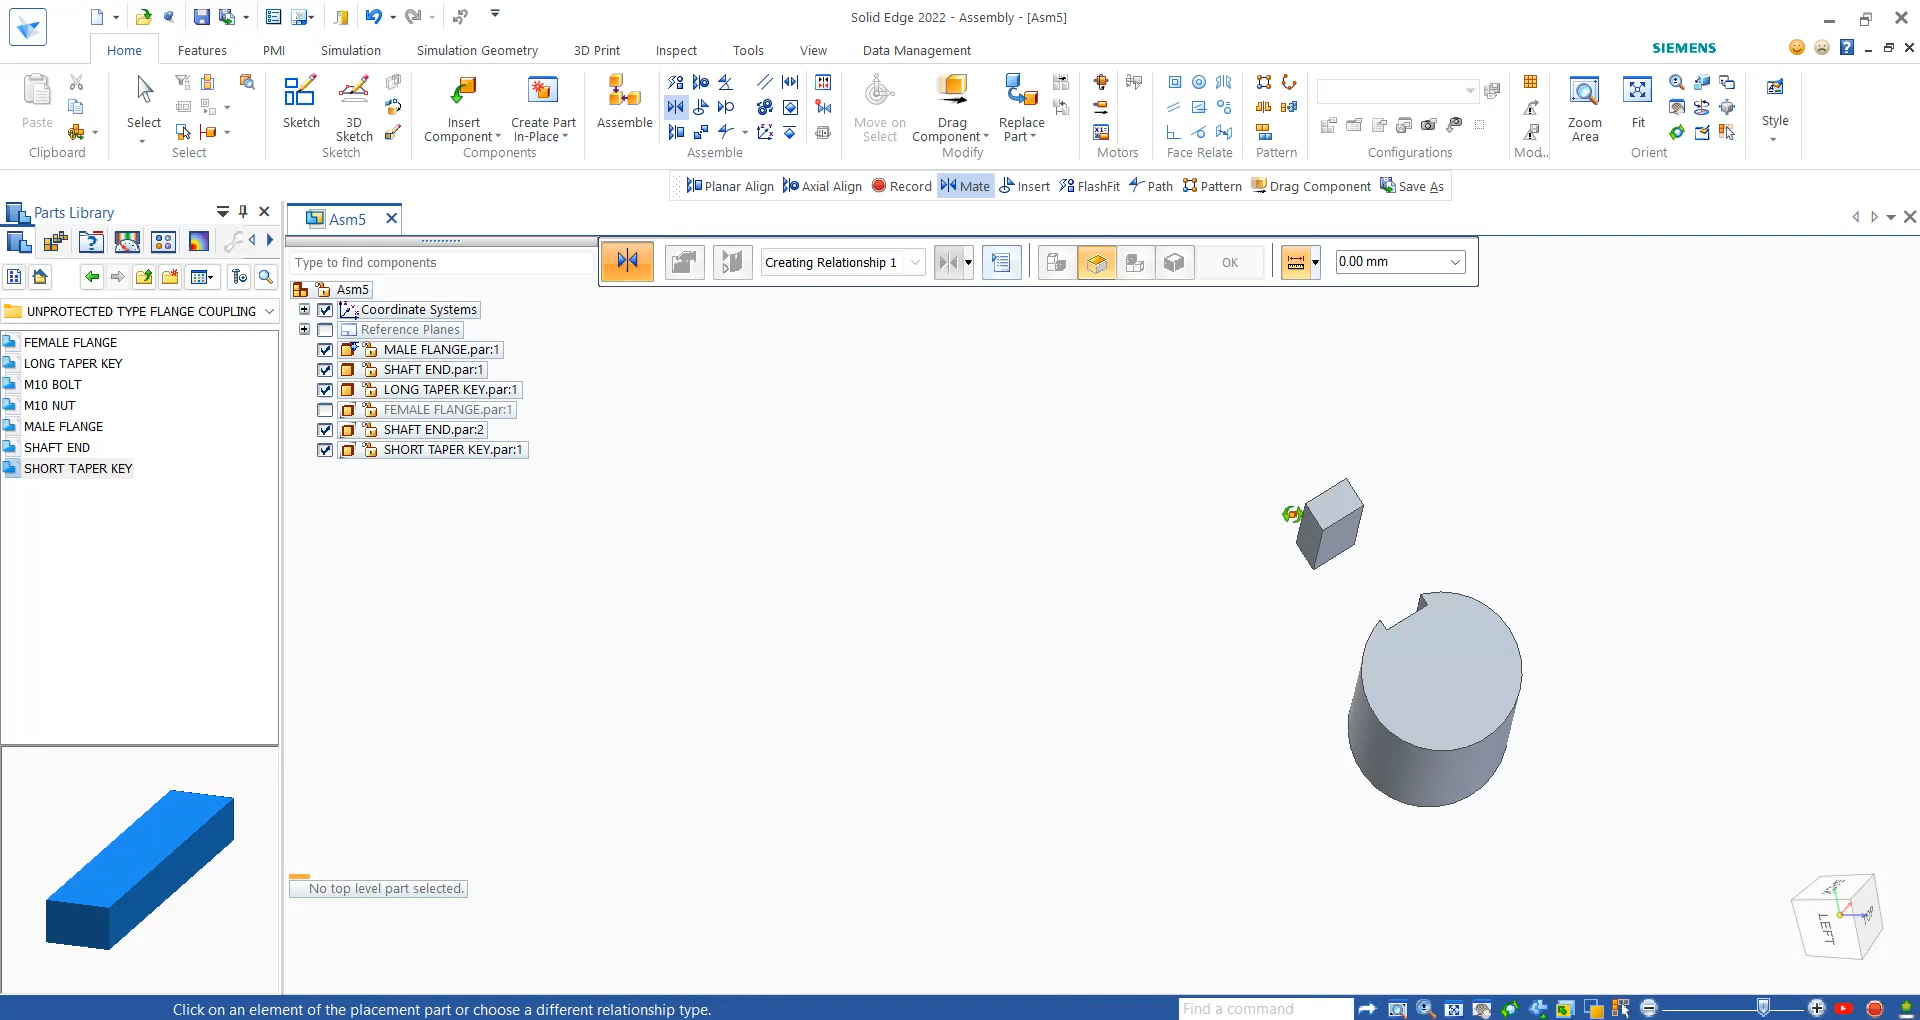 Solid Edge 2022 - Assembly - [Asm5]
Home
Features
PMI
Simulation
Simulation Geometry
3D Print
Inspect
Tools
View
Data Management
SIEMENS
Paste
Clipboard
Select
Select
Sketch
3D Sketch
Sketch
Insert Component
Create Part In-Place
Components
Assemble
Assemble
Move on Select
Drag Component
Replace Part
Modify
Motors
Face Relate
Pattern
Configurations
Mod...
Zoom Area
Fit
Orient
Style
Planar Align
Axial Align
Record
Mate
Insert
FlashFit
Path
Pattern
Drag Component
Save As
Parts Library
Asm5
Type to find components
Creating Relationship 1
OK
0.00 mm
UNPROTECTED TYPE FLANGE COUPLING
FEMALE FLANGE
LONG TAPER KEY
M10 BOLT
M10 NUT
MALE FLANGE
SHAFT END
SHORT TAPER KEY
Asm5
Coordinate Systems
Reference Planes
MALE FLANGE.par:1
SHAFT END.par:1
LONG TAPER KEY.par:1
FEMALE FLANGE.par:1
SHAFT END.par:2
SHORT TAPER KEY.par:1
No top level part selected.
LEFT
Click on an element of the placement part or choose a different relationship type.
Find a command